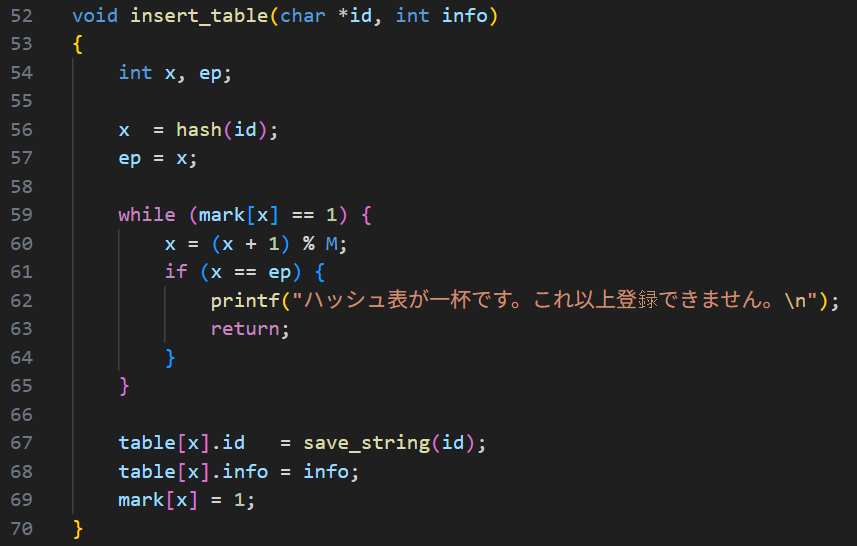 52 void insert_table(char *id, int info)
53 {
54     int x, ep;
55
56     x  = hash(id);
57     ep = x;
58
59     while (mark[x] == 1) {
60         x = (x + 1) % M;
61         if (x == ep) {
62             printf("ハッシュ表が一杯です。これ以上登録できません。\n");
63             return;
64         }
65     }
66
67     table[x].id   = save_string(id);
68     table[x].info = info;
69     mark[x] = 1;
70 }